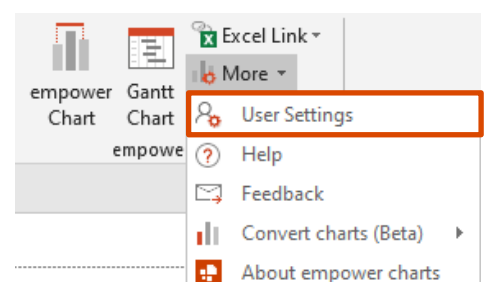 Excel Link
More
empower
Chart
Gantt
Chart
empowe
User Settings
Help
Feedback
Convert charts (Beta)
About empower charts